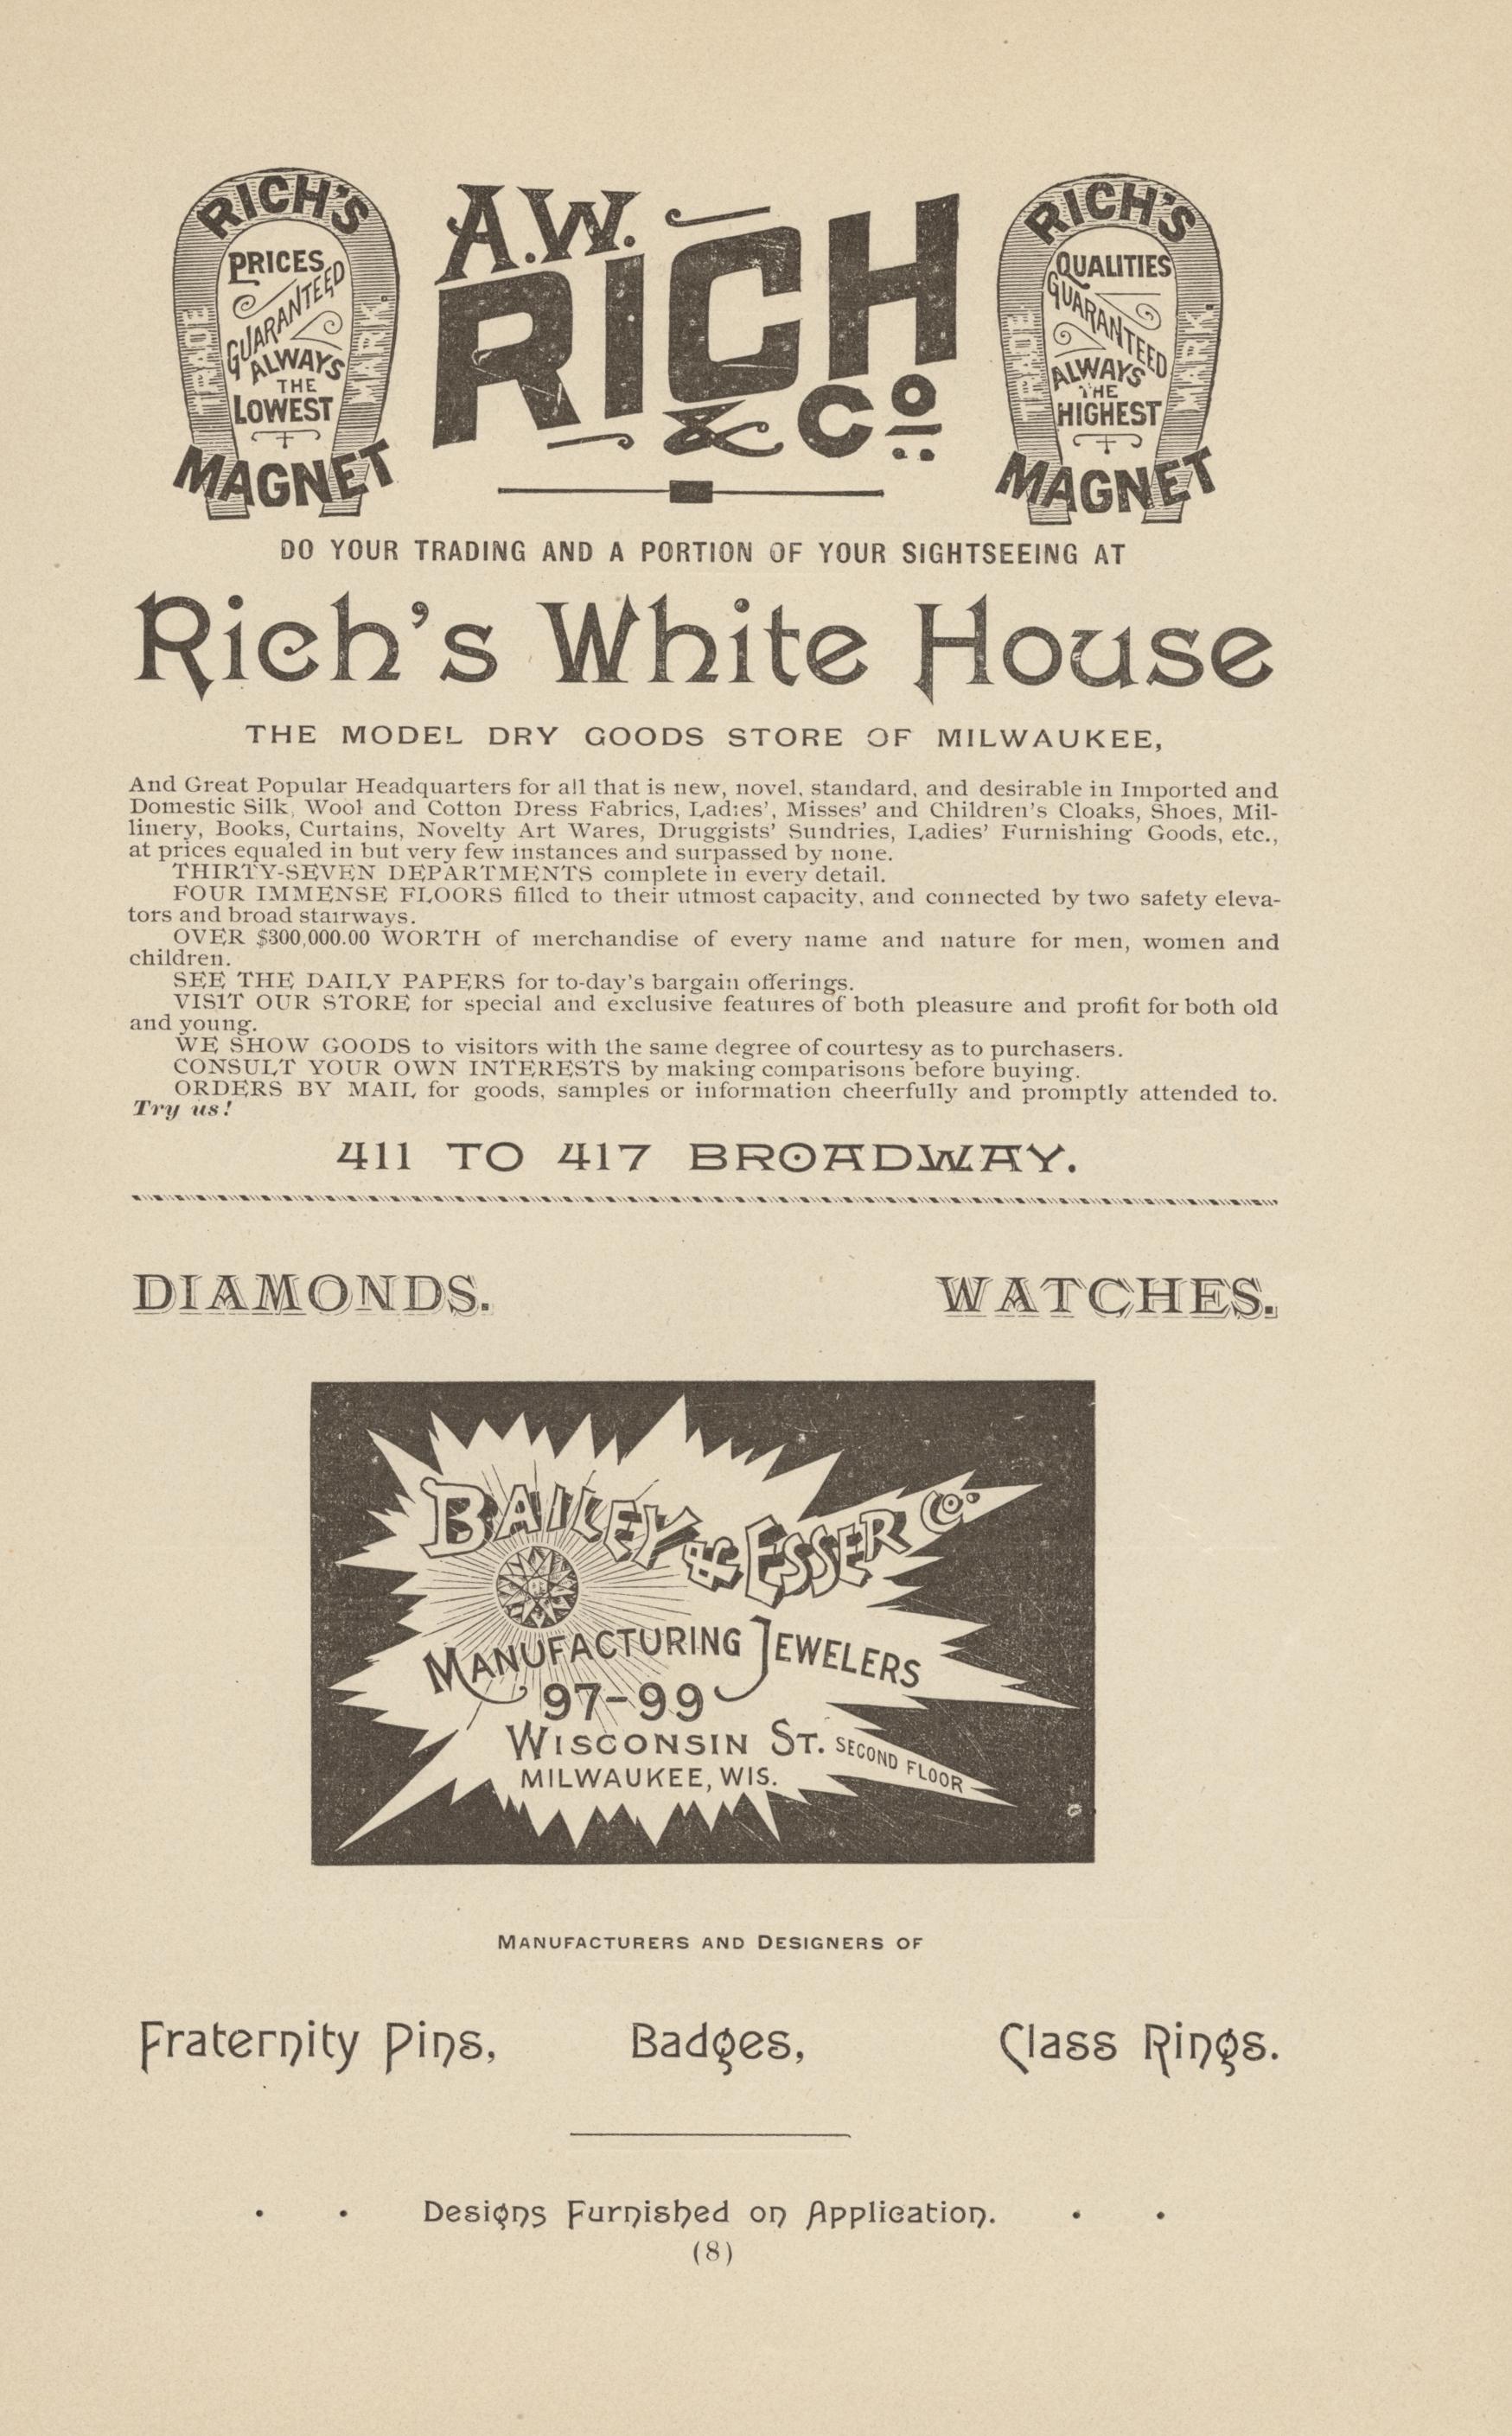 RICH'S
PRICES
GUARANTEED
ALWAYS
THE
LOWEST
TRADE MARK.
MAGNET
A.W.
RICH
& Co.
RICH'S
QUALITIES
GUARANTEED
ALWAYS
THE
HIGHEST
TRADE MARK.
MAGNET
DO YOUR TRADING AND A PORTION OF YOUR SIGHTSEEING AT
Rich's White House
THE MODEL DRY GOODS STORE OF MILWAUKEE,
And Great Popular Headquarters for all that is new, novel, standard, and desirable in Imported and
Domestic Silk, Wool and Cotton Dress Fabrics, Ladies', Misses' and Children's Cloaks, Shoes, Mil-
linery, Books, Curtains, Novelty Art Wares, Druggists' Sundries, Ladies' Furnishing Goods, etc.,
at prices equaled in but very few instances and surpassed by none.
THIRTY-SEVEN DEPARTMENTS complete in every detail.
FOUR IMMENSE FLOORS filled to their utmost capacity, and connected by two safety eleva-
tors and broad stairways.
OVER $300,000.00 WORTH of merchandise of every name and nature for men, women and
children.
SEE THE DAILY PAPERS for to-day's bargain offerings.
VISIT OUR STORE for special and exclusive features of both pleasure and profit for both old
and young.
WE SHOW GOODS to visitors with the same degree of courtesy as to purchasers.
CONSULT YOUR OWN INTERESTS by making comparisons before buying.
ORDERS BY MAIL for goods, samples or information cheerfully and promptly attended to.
Try us!
411 TO 417 BROADWAY.
DIAMONDS. WATCHES.
BAILEY & ESSER Co.
MANUFACTURING JEWELERS
97-99
WISCONSIN ST. SECOND FLOOR
MILWAUKEE, WIS.
MANUFACTURERS AND DESIGNERS OF
Fraternity Pins, Badges, Class Rings.
. . Designs Furnished on Application. . .
(8)